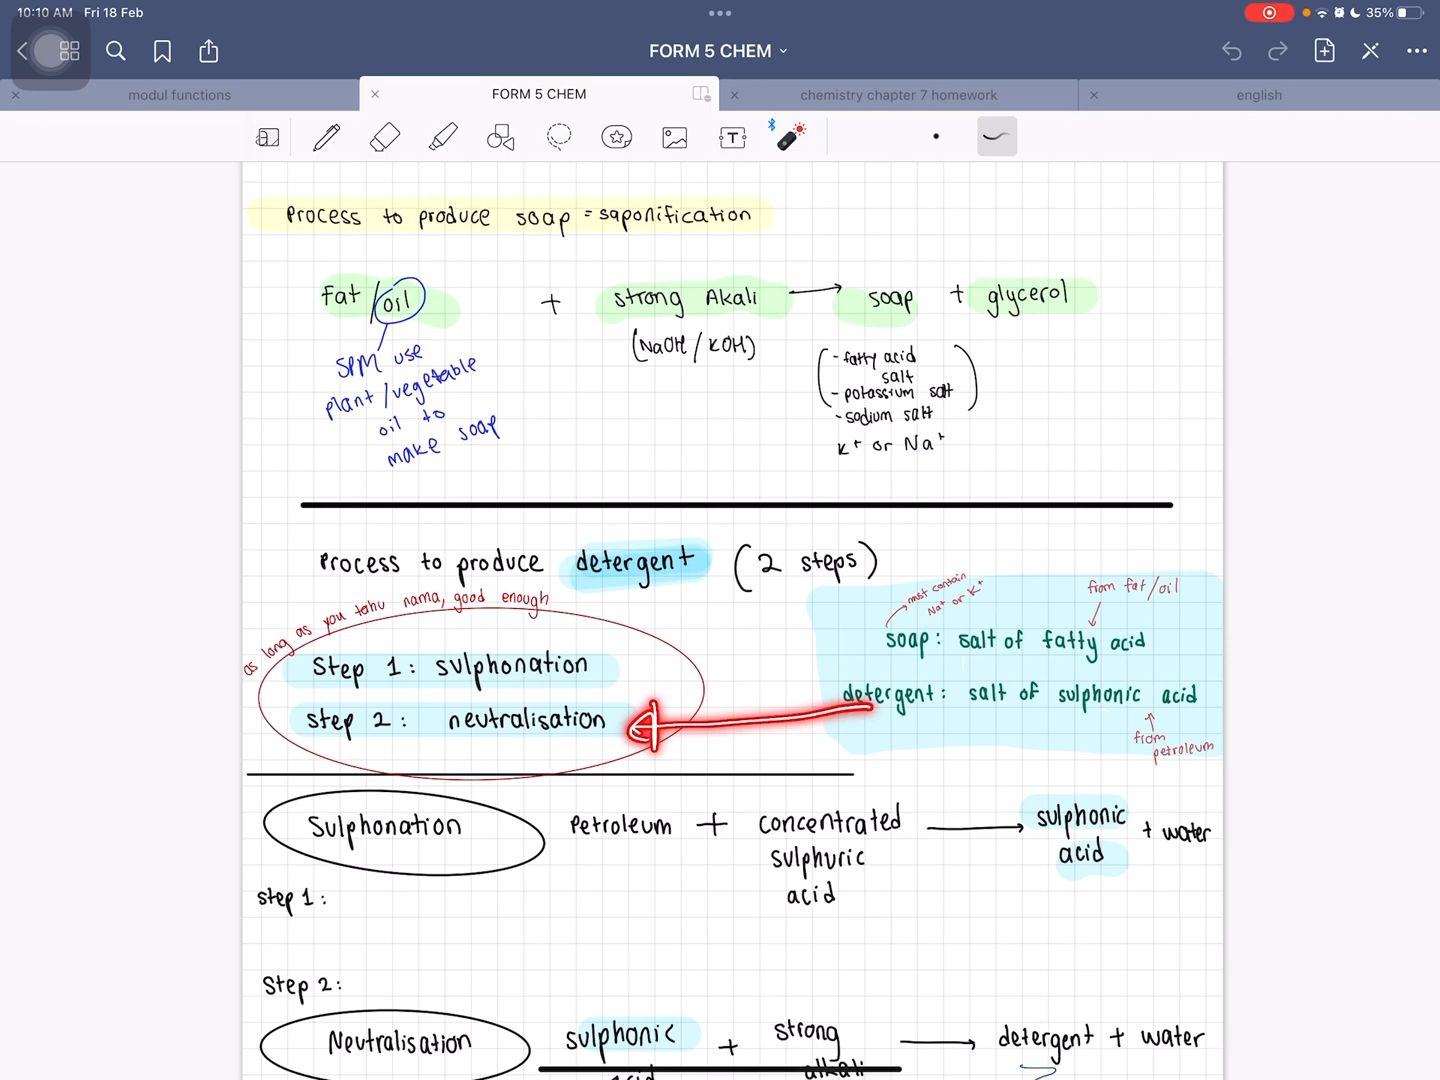 10:10 AM Fri 18 Feb
35%
FORM 5 CHEM
modul functions
FORM 5 CHEM
chemistry chapter 7 homework
english
Process to produce soap = saponification
Fat / oil + strong Akali → soap + glycerol
(NaOH / KOH)
SPM use
plant / vegetable
oil to
make soap
- fatty acid
salt
- potassium salt
- sodium salt
K+ or Na+
Process to produce detergent (2 steps)
as long as you tahu nama, good enough
Step 1: sulphonation
Step 2: neutralisation
must contain
Na+ or K+
from fat/oil
soap: salt of fatty acid
detergent: salt of sulphonic acid
from
petroleum
Sulphonation
Petroleum + concentrated
sulphuric
acid
→ sulphonic
acid
+ water
Step 1:
Step 2:
Neutralisation
sulphonic
acid
+ strong
alkali
→ detergent + water